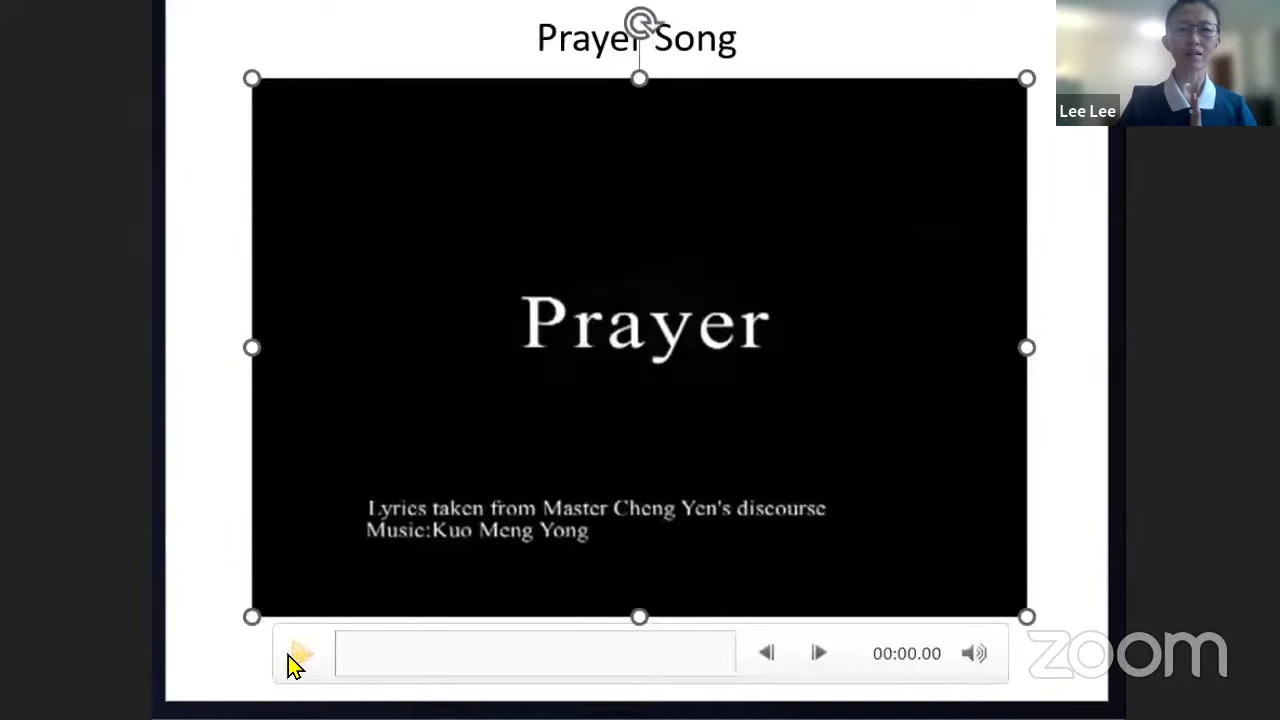 Prayer Song
Lee Lee
Prayer
Lyrics taken from Master Cheng Yen's discourse
Music:Kuo Meng Yong
00:00.00
zoom